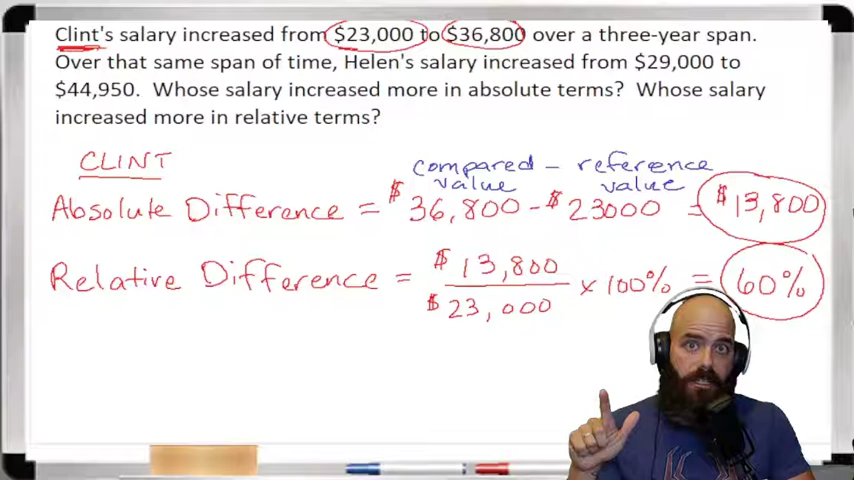 Clint's salary increased from $23,000 to $36,800 over a three-year span.
Over that same span of time, Helen's salary increased from $29,000 to
$44,950. Whose salary increased more in absolute terms? Whose salary
increased more in relative terms?
CLINT
compared value − reference value
Absolute Difference = $36,800 - $23000 = $13,800
Relative Difference = $13,800 / $23,000 × 100% = 60%